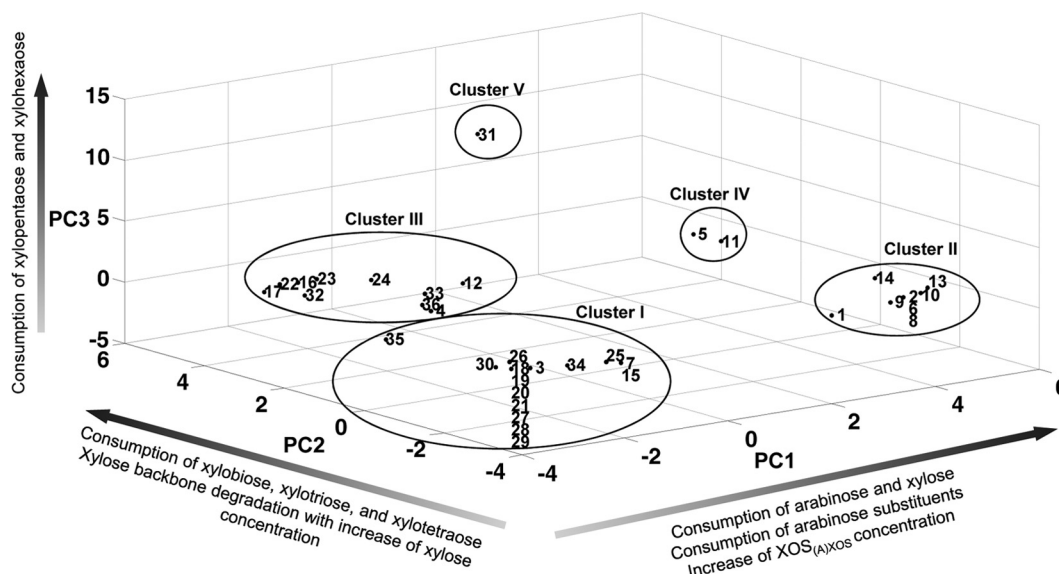 Consumption of xylopentaose and xylohexaose
PC3
15
10
5
0
-5
Cluster V
31
Cluster IV
5 11
Cluster III
17 22 16 23
32
24
33
36
4
12
35
Cluster II
14
13
9 2 10
6
8
1
Cluster I
30
26
18
19
20
21
27
28
29
3
34
25 7
15
6
4
2
0
-2
-4
PC2
-4
-2
0
2
4
PC1
Consumption of xylobiose, xylotriose, and xylotetraose
Xylose backbone degradation with increase of xylose
concentration
Consumption of arabinose and xylose
Consumption of arabinose substituents
Increase of XOS(A)XOS concentration